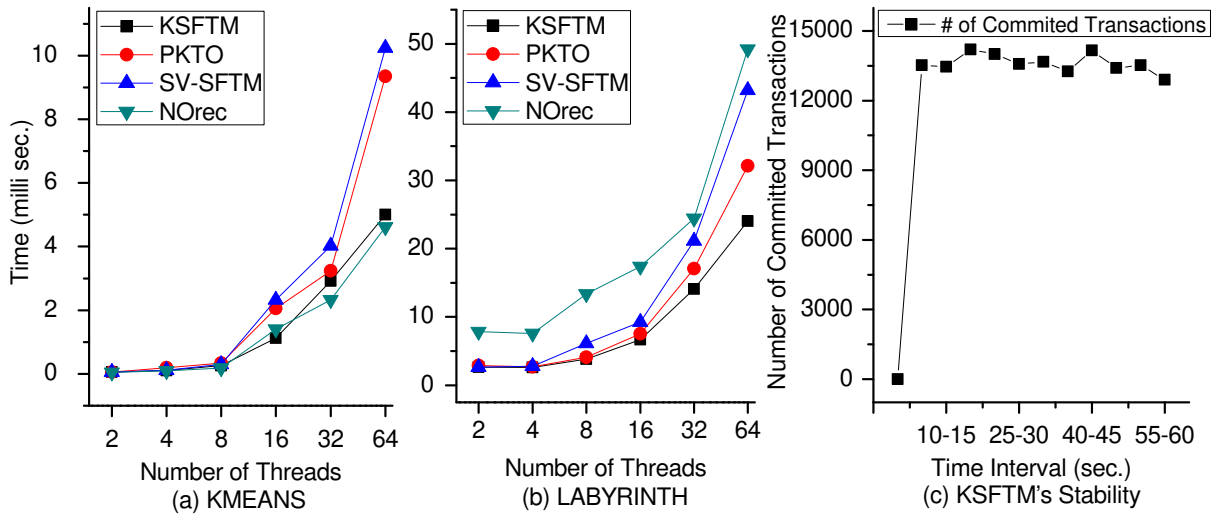 KSFTM
PKTO
SV-SFTM
NOrec
10
8
6
4
2
0
Time (milli sec.)
2 4 8 16 32 64
Number of Threads
(a) KMEANS
KSFTM
PKTO
SV-SFTM
NOrec
50
40
30
20
10
0
2 4 8 16 32 64
Number of Threads
(b) LABYRINTH
# of Commited Transactions
15000
12000
9000
6000
3000
0
Number of Committed Transactions
10-15 25-30 40-45 55-60
Time Interval (sec.)
(c) KSFTM's Stability